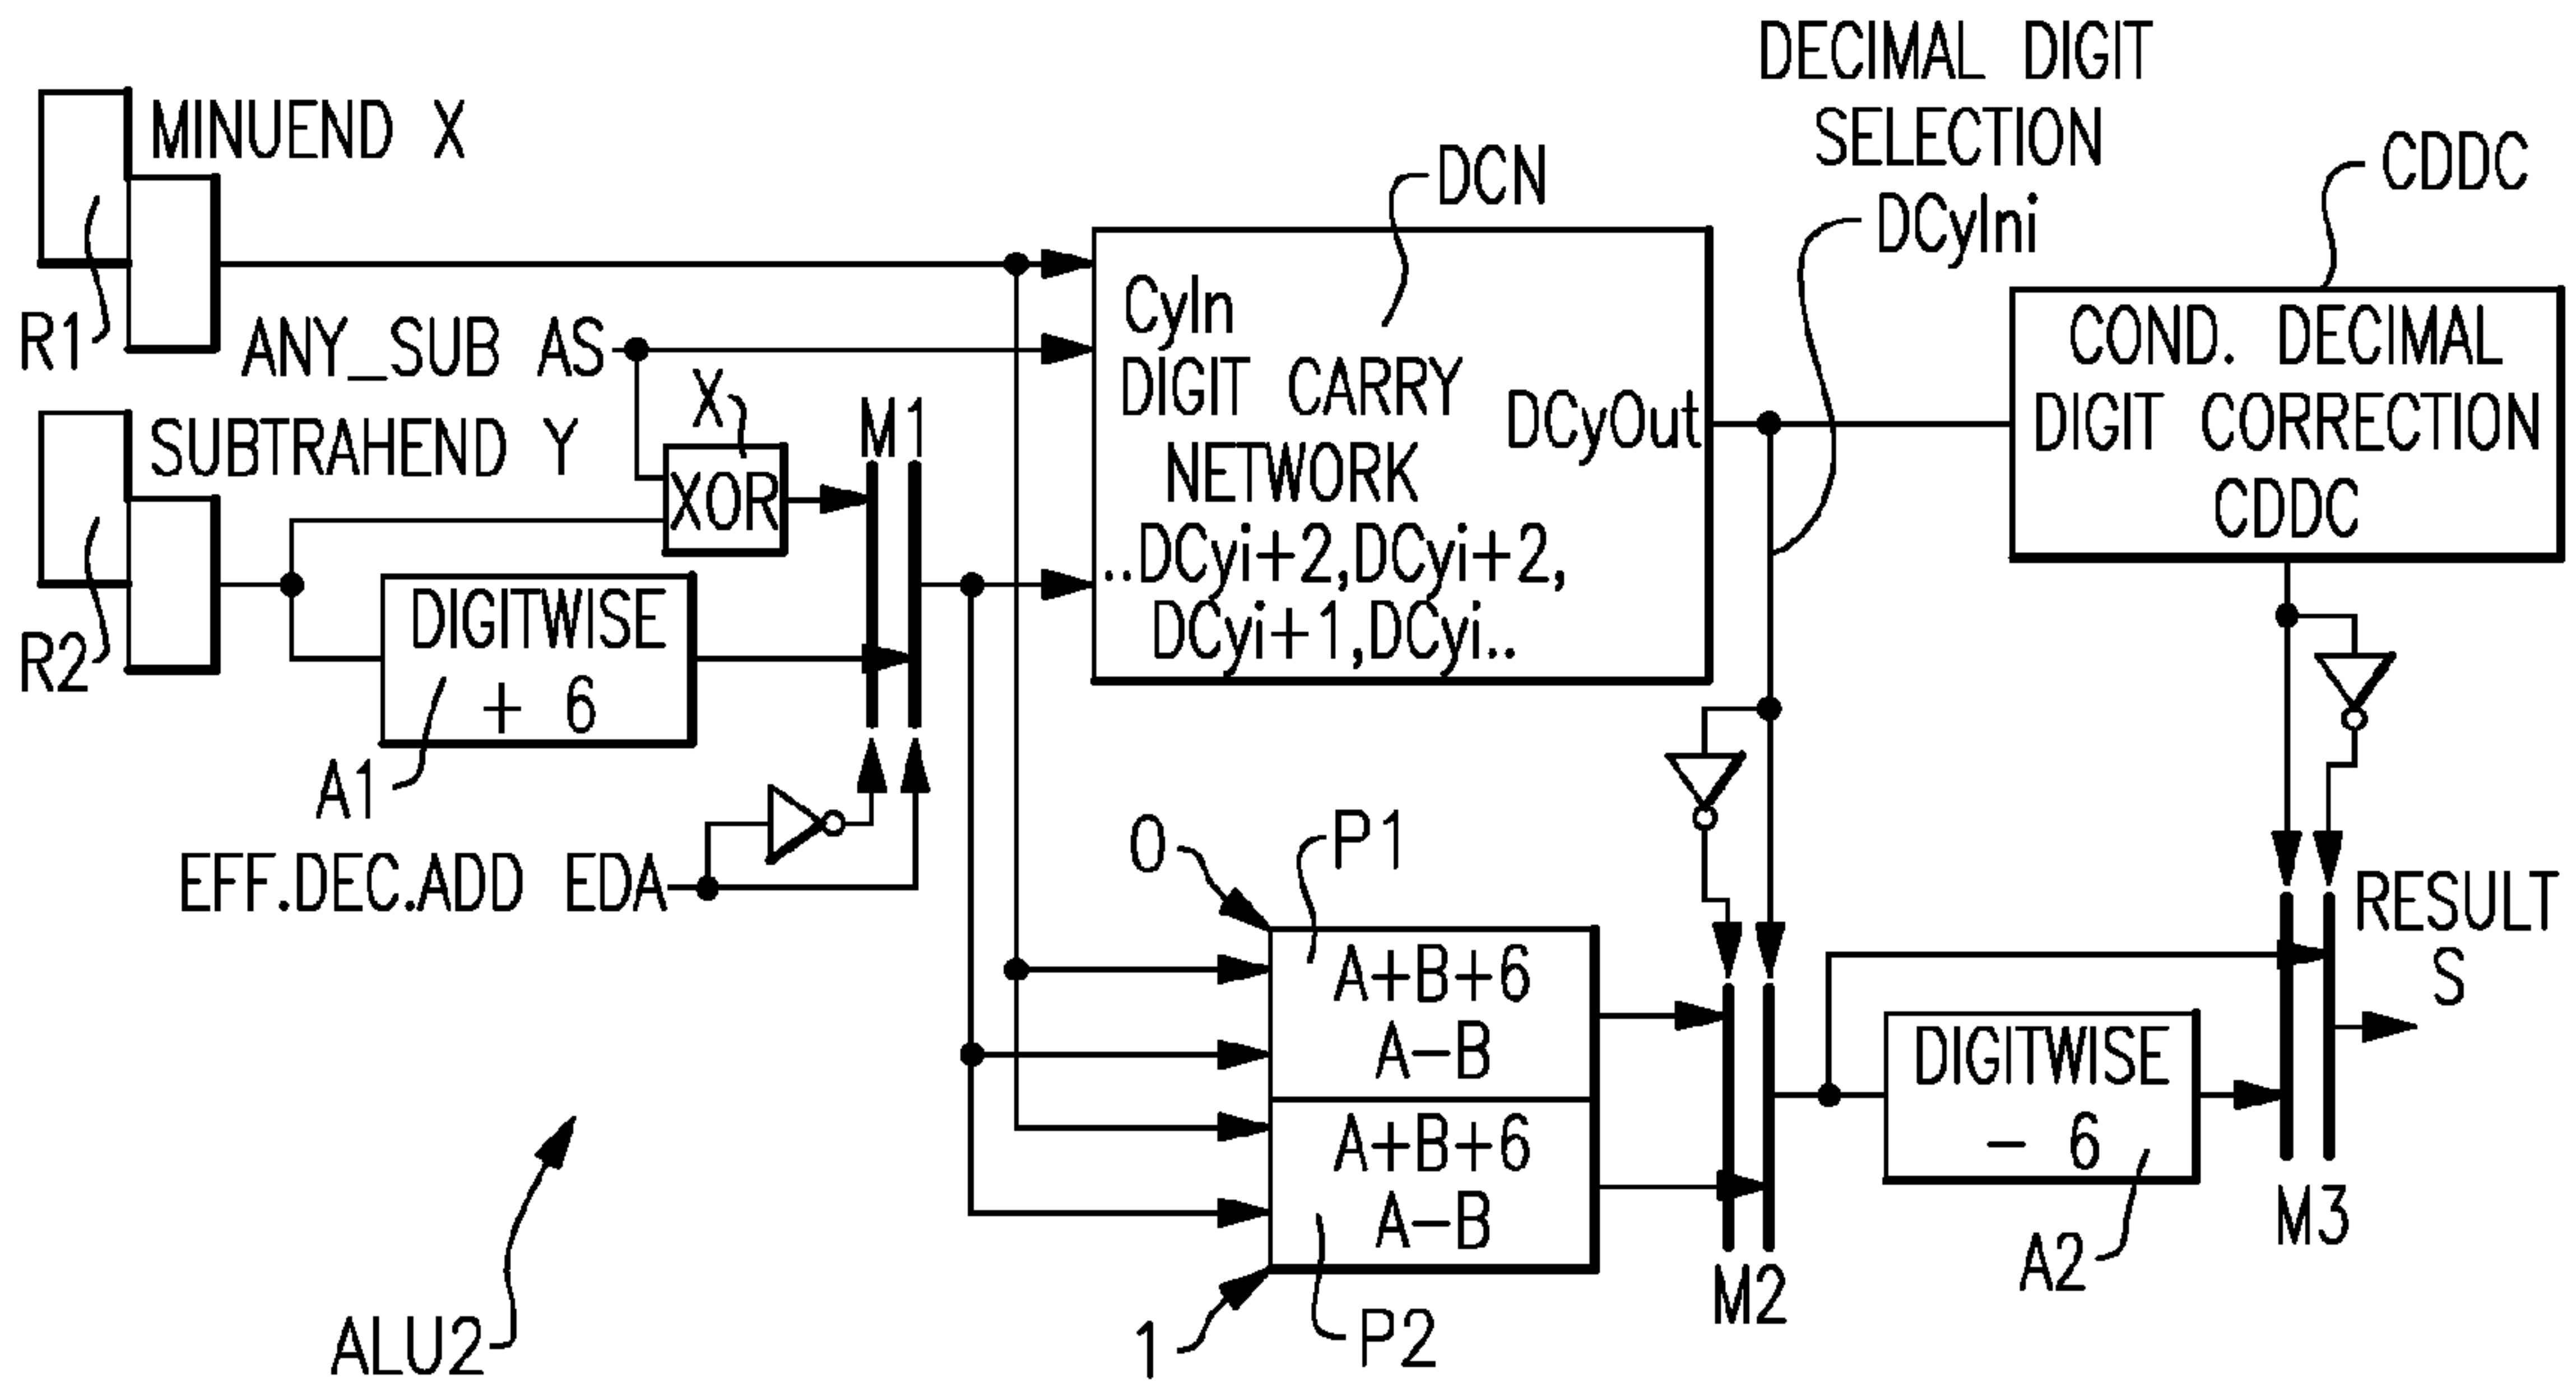 DECIMAL DIGIT
SELECTION
DCyIni
MINUEND X
R1
DCN
CDDC
ANY_SUB AS
X
XOR
M1
CyIn
DIGIT CARRY
NETWORK
DCyOut
..DCyi+2,DCyi+2,
DCyi+1,DCyi..
COND. DECIMAL
DIGIT CORRECTION
CDDC
SUBTRAHEND Y
R2
DIGITWISE
+ 6
A1
EFF.DEC.ADD EDA
0
P1
A+B+6
A-B
A+B+6
A-B
1
P2
M2
DIGITWISE
- 6
A2
M3
RESULT
S
ALU2